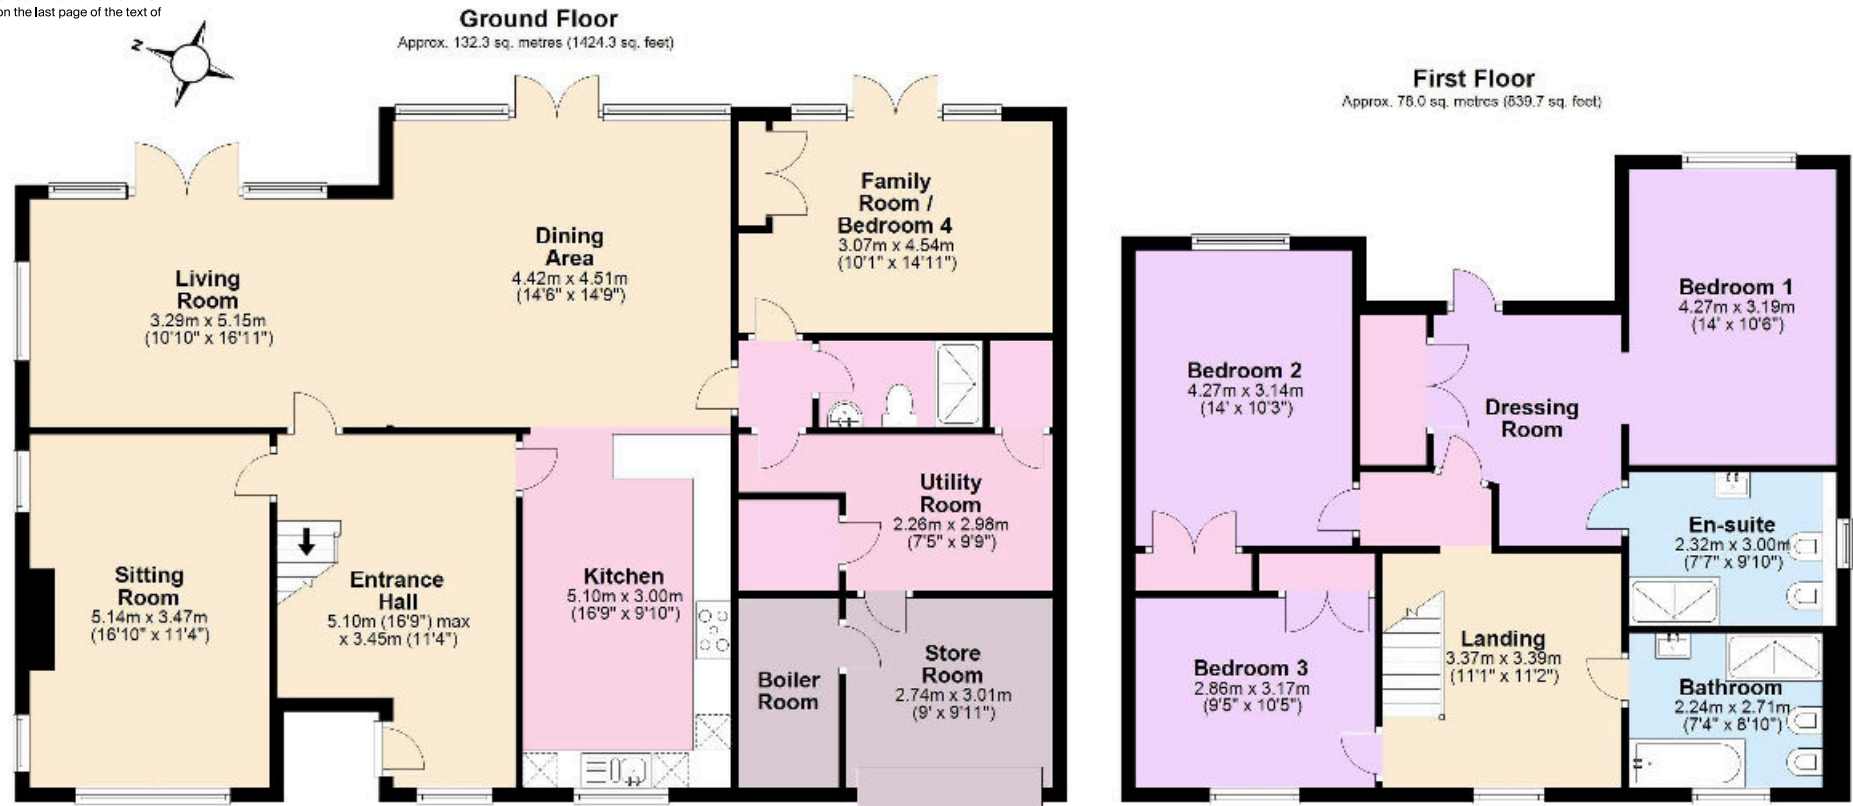 on the last page of the text of
N
Ground Floor
Approx. 132.3 sq. metres (1424.3 sq. feet)
Living
Room
3.29m x 5.15m
(10'10" x 16'11")
Dining
Area
4.42m x 4.51m
(14'6" x 14'9")
Family
Room /
Bedroom 4
3.07m x 4.54m
(10'1" x 14'11")
Utility
Room
2.26m x 2.98m
(7'5" x 9'9")
Sitting
Room
5.14m x 3.47m
(16'10" x 11'4")
Entrance
Hall
5.10m (16'9") max
x 3.45m (11'4")
Kitchen
5.10m x 3.00m
(16'9" x 9'10")
Boiler
Room
Store
Room
2.74m x 3.01m
(9' x 9'11")
First Floor
Approx. 78.0 sq. metres (839.7 sq. feet)
Bedroom 1
4.27m x 3.19m
(14' x 10'6")
Bedroom 2
4.27m x 3.14m
(14' x 10'3")
Dressing
Room
En-suite
2.32m x 3.00m
(7'7" x 9'10")
Bedroom 3
2.86m x 3.17m
(9'5" x 10'5")
Landing
3.37m x 3.39m
(11'1" x 11'2")
Bathroom
2.24m x 2.71m
(7'4" x 8'10")